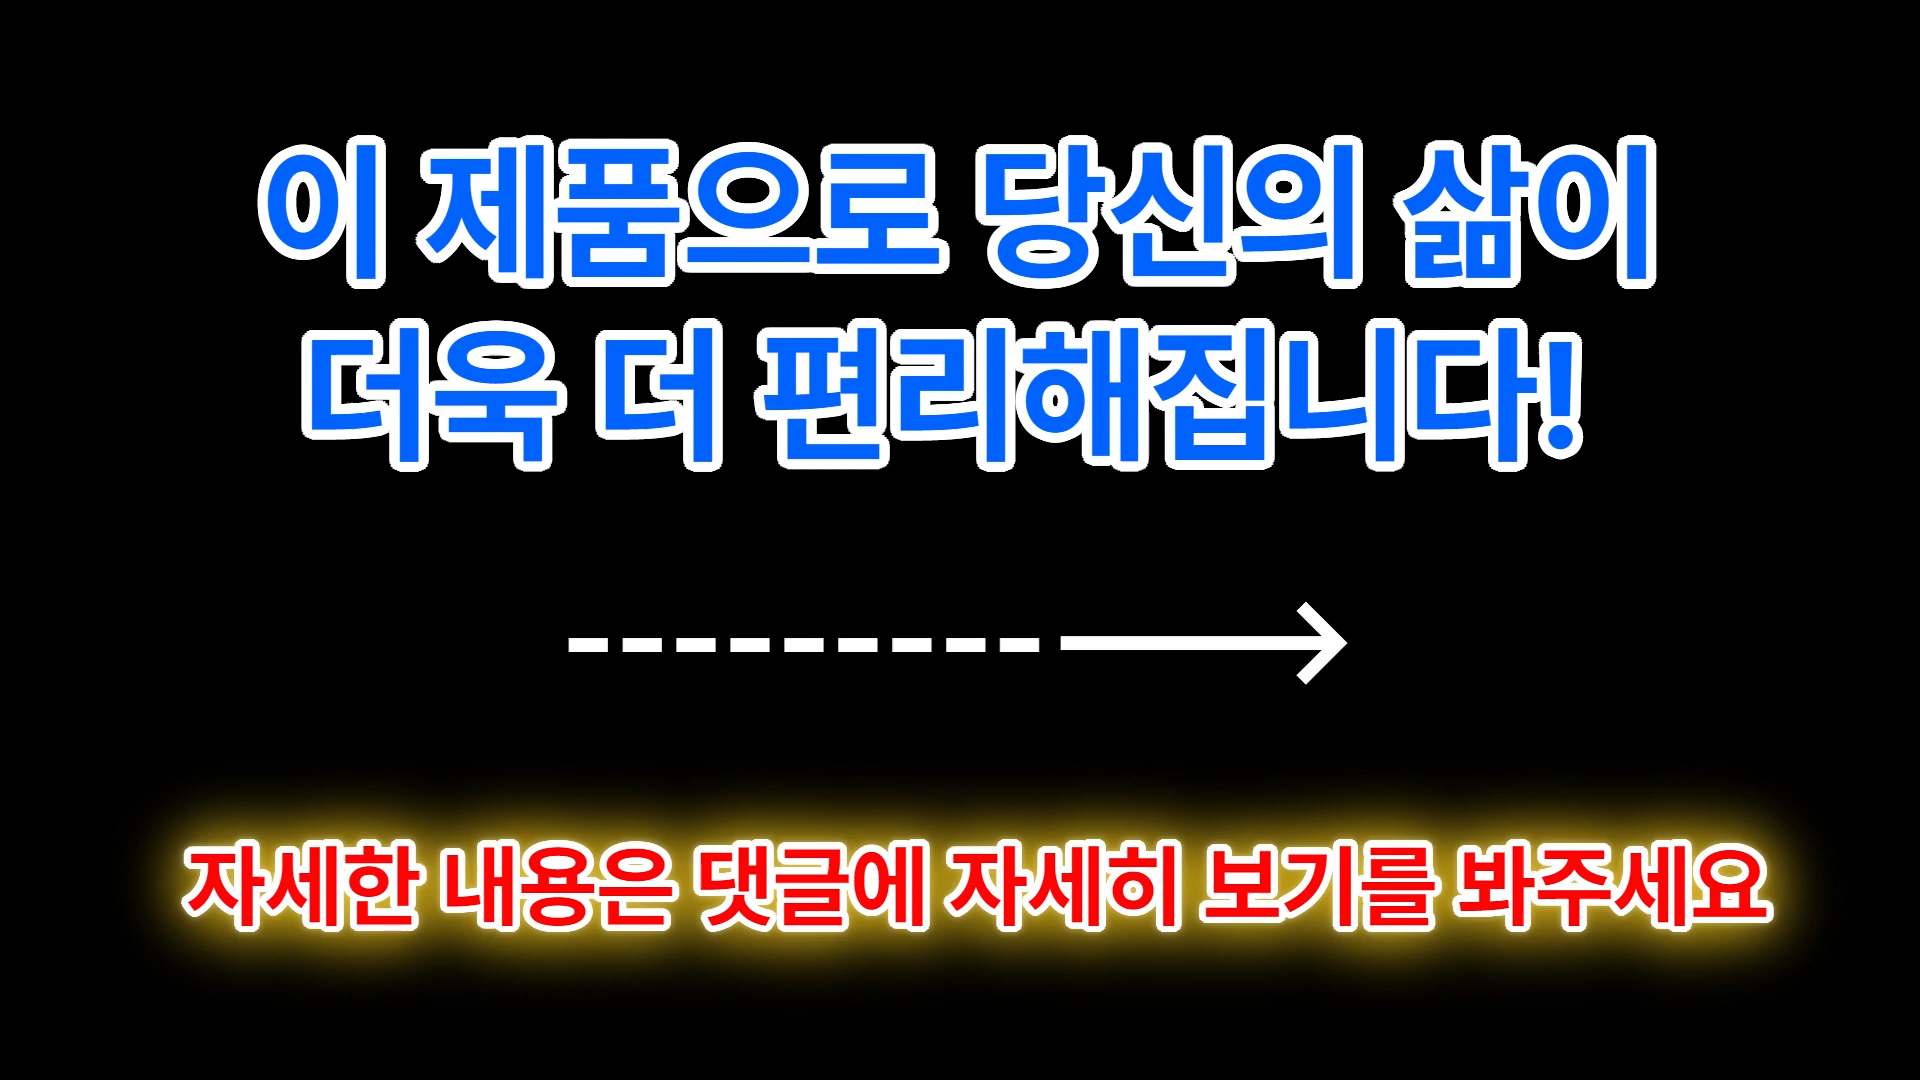 이 제품으로 당신의 삶이
더욱 더 편리해집니다!
자세한 내용은 댓글에 자세히 보기를 봐주세요